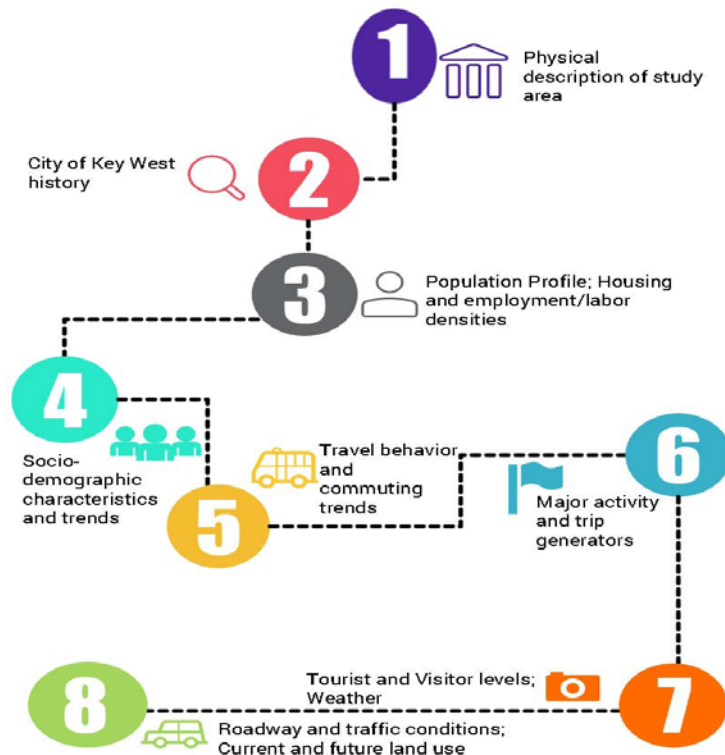 1
Physical
description of study
area
City of Key West
history
2
3
Population Profile; Housing
and employment/labor
densities
4
Socio-
demographic
characteristics
and trends
5
Travel behavior
and
commuting
trends
6
Major activity
and trip
generators
7
Tourist and Visitor levels;
Weather
8
Roadway and traffic conditions;
Current and future land use